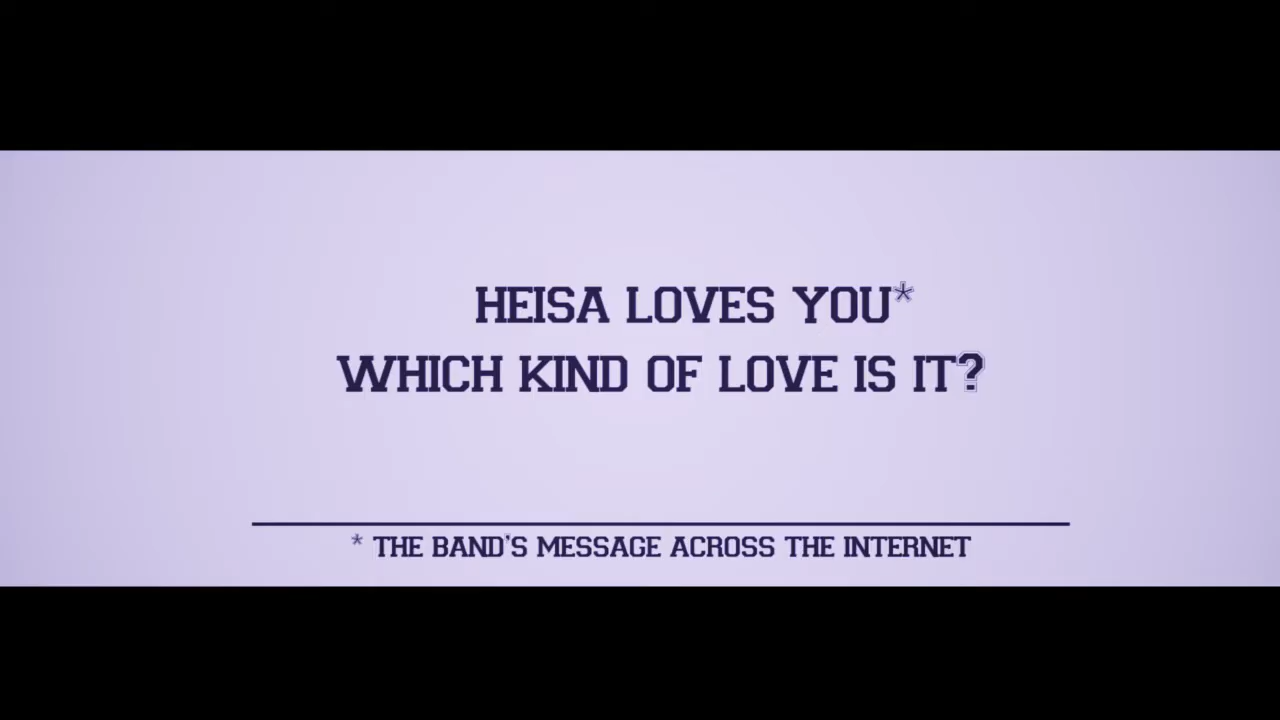 HEISA LOVES YOU*
WHICH KIND OF LOVE IS IT?
* THE BAND'S MESSAGE ACROSS THE INTERNET